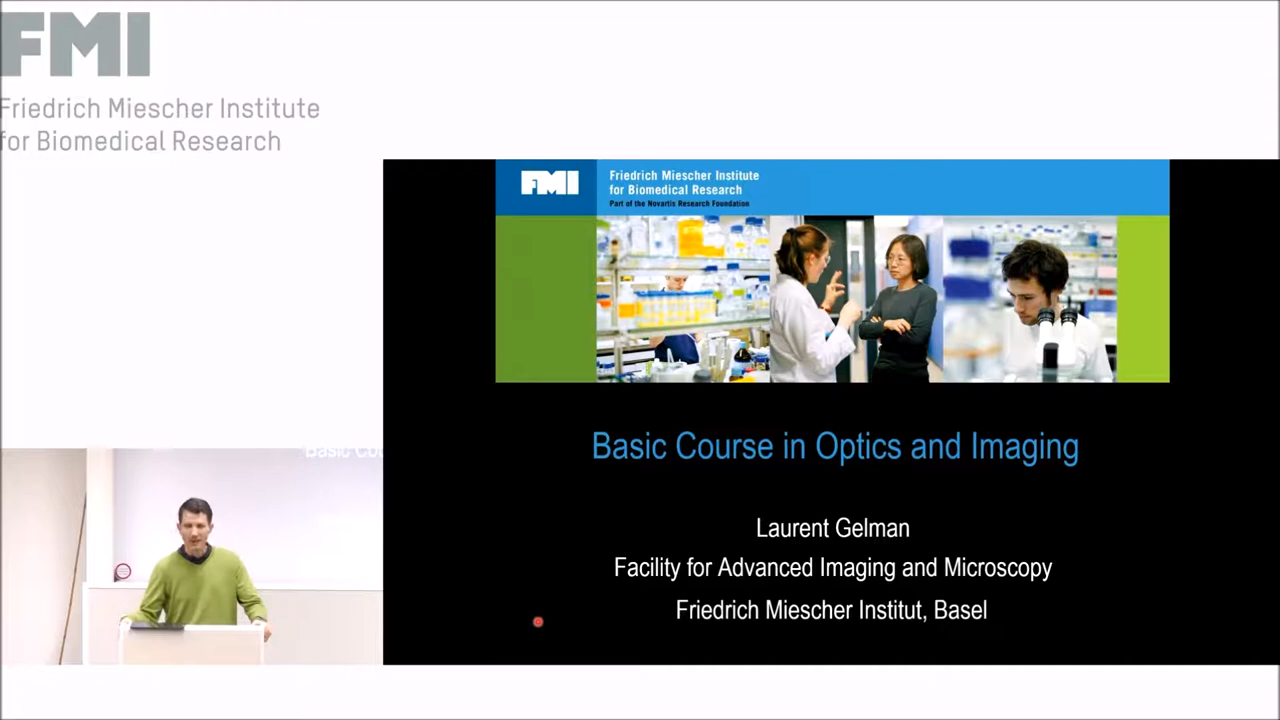 FMI
Friedrich Miescher Institute
for Biomedical Research
FMI
Friedrich Miescher Institute
for Biomedical Research
Part of the Novartis Research Foundation
Basic Course in Optics and Imaging
Laurent Gelman
Facility for Advanced Imaging and Microscopy
Friedrich Miescher Institut, Basel
Basic Cou